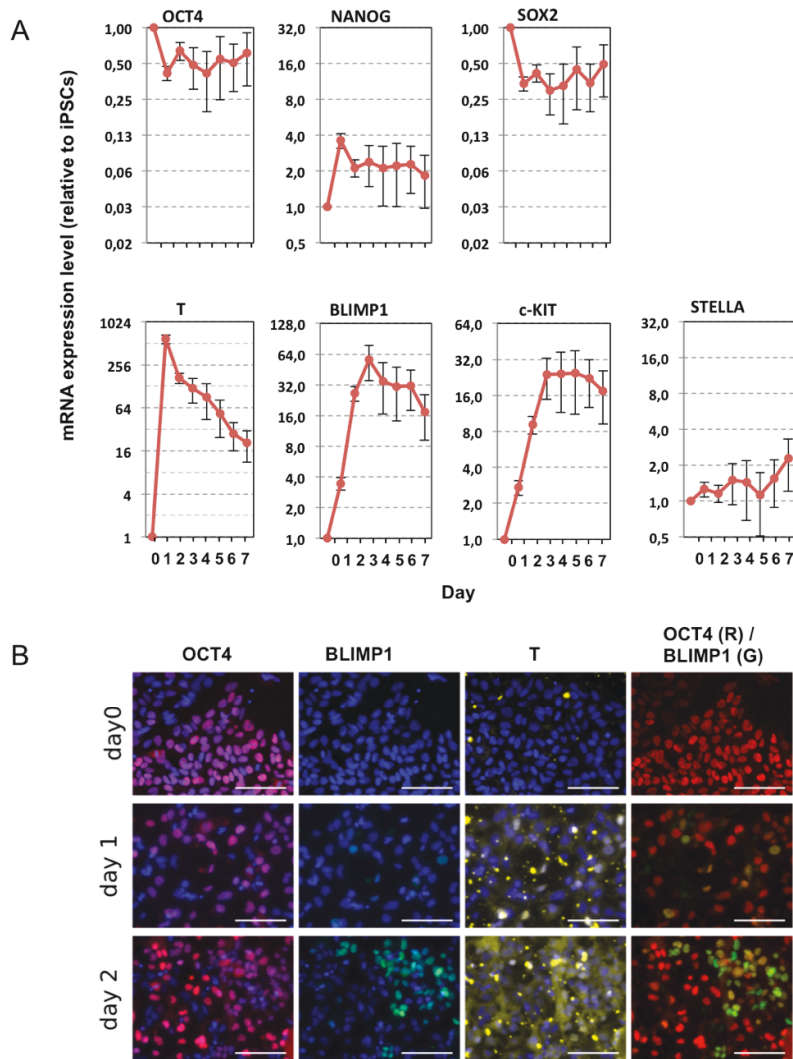 A
mRNA expression level (relative to iPSCs)
OCT4
1,00
0,50
0,25
0,13
0,06
0,03
0,02
NANOG
32,0
16,0
8,0
4,0
2,0
1,0
0,5
SOX2
1,00
0,50
0,25
0,13
0,06
0,03
0,02
T
1024
256
64
16
4
1
0 1 2 3 4 5 6 7
BLIMP1
128,0
64,0
32,0
16,0
8,0
4,0
2,0
1,0
0 1 2 3 4 5 6 7
c-KIT
64,0
32,0
16,0
8,0
4,0
2,0
1,0
0 1 2 3 4 5 6 7
STELLA
32,0
16,0
8,0
4,0
2,0
1,0
0,5
0 1 2 3 4 5 6 7
Day
B
OCT4
BLIMP1
T
OCT4 (R) /
BLIMP1 (G)
day0
day 1
day 2